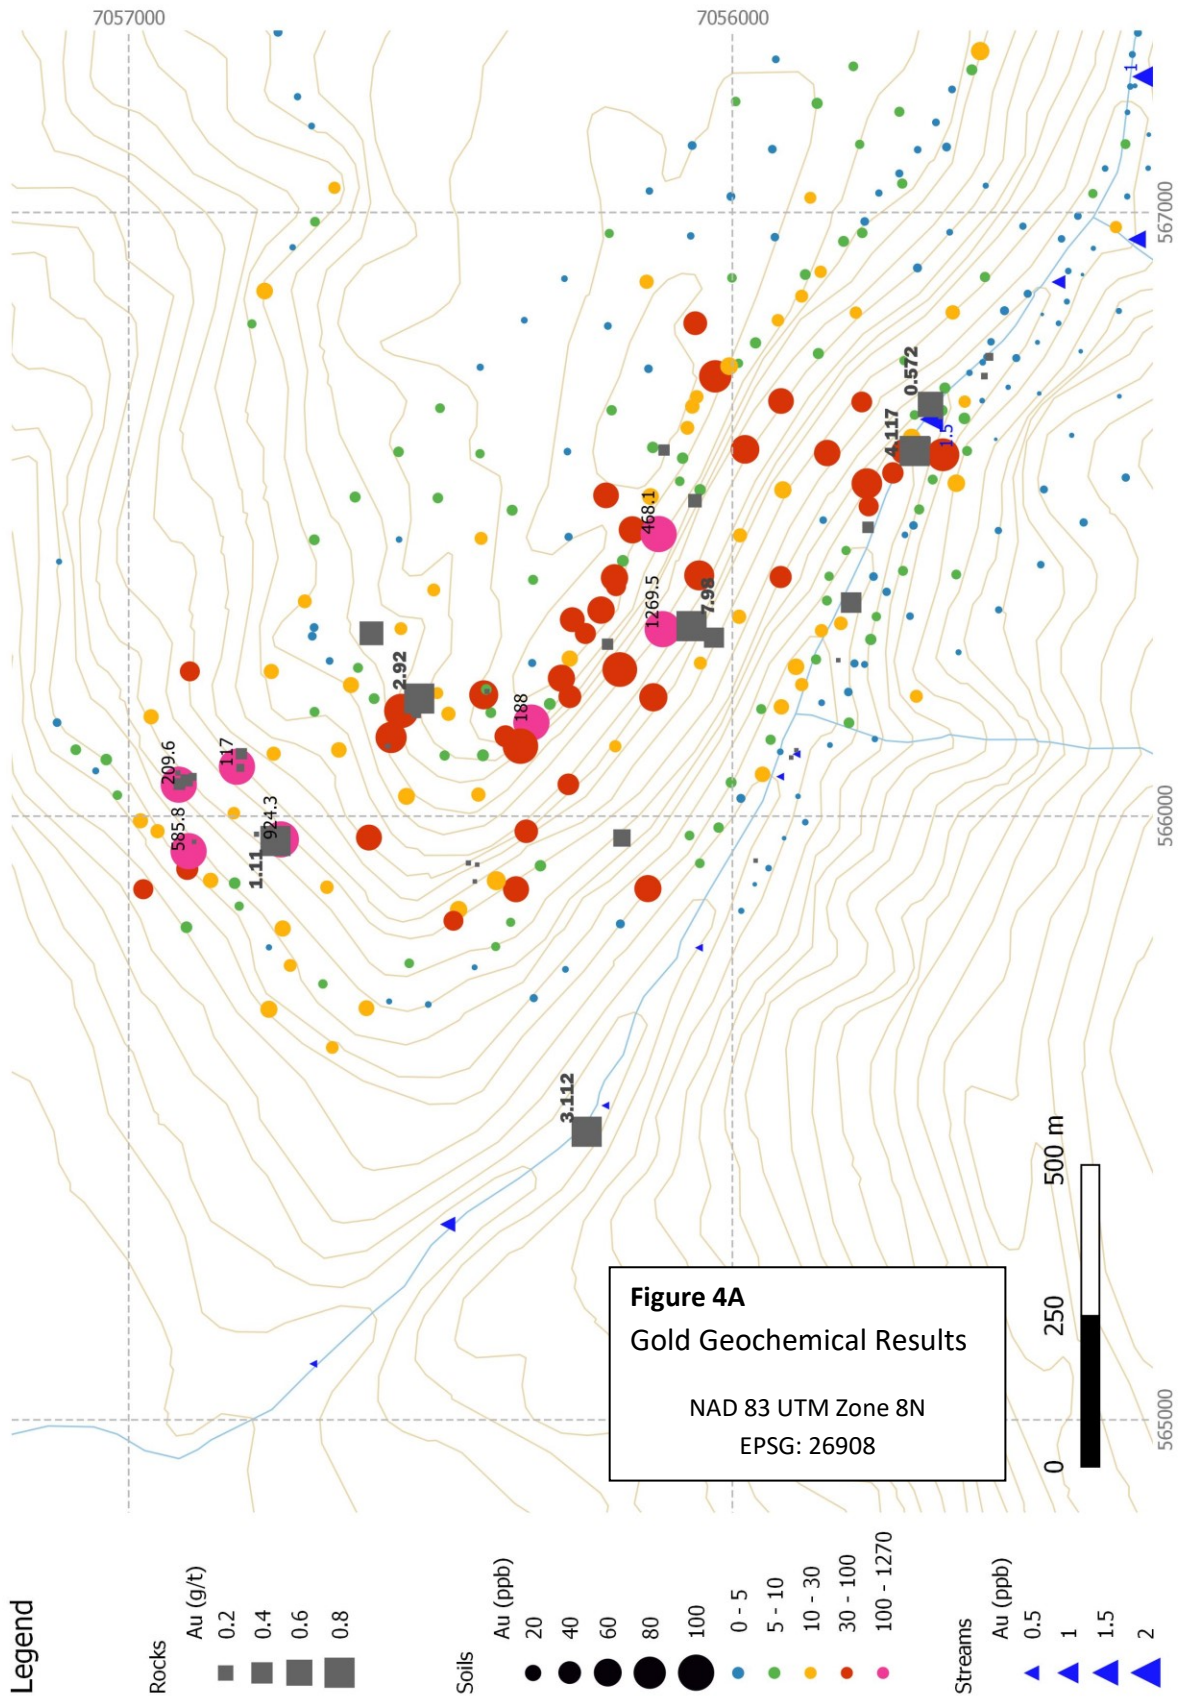 7057000
7056000
1
567000
0.572
4.117
1.5
468.1
1269.5
7.98
2.92
188
209.6
117
585.8
924.3
1.11
566000
3.112
Figure 4A
Gold Geochemical Results
NAD 83 UTM Zone 8N
EPSG: 26908
0 250 500 m
565000
Legend
Rocks
Au (g/t)
0.2
0.4
0.6
0.8
Soils
Au (ppb)
20
40
60
80
100
0 - 5
5 - 10
10 - 30
30 - 100
100 - 1270
Streams
Au (ppb)
0.5
1
1.5
2